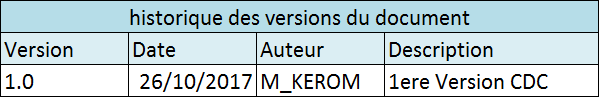 historique des versions du document
Version Date Auteur Description
1.0 26/10/2017 M_KEROM 1ere Version CDC